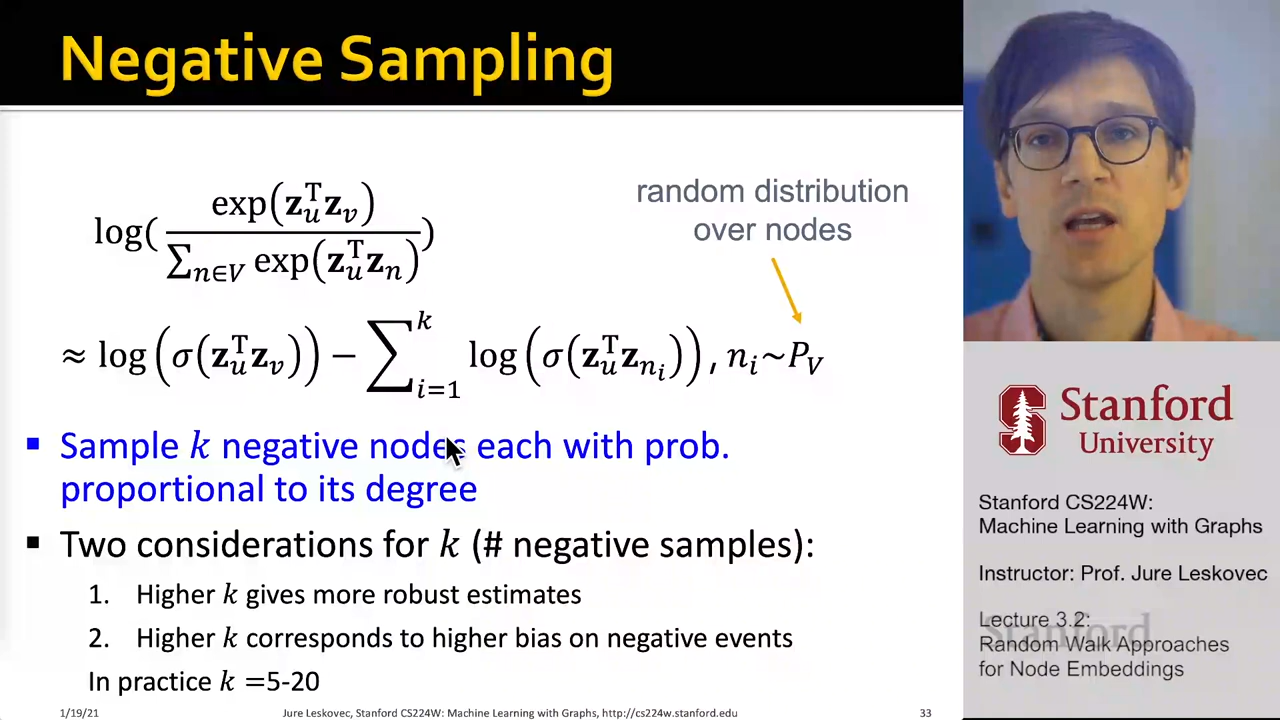 Negative Sampling
log( exp(z_u^T z_v) / ∑_{n∈V} exp(z_u^T z_n) )
random distribution
over nodes
≈ log(σ(z_u^T z_v)) − ∑_{i=1}^{k} log(σ(z_u^T z_{n_i})), n_i~P_V
▪ Sample k negative nodes each with prob.
proportional to its degree
▪ Two considerations for k (# negative samples):
1. Higher k gives more robust estimates
2. Higher k corresponds to higher bias on negative events
In practice k =5-20
1/19/21
Jure Leskovec, Stanford CS224W: Machine Learning with Graphs, http://cs224w.stanford.edu
33
Stanford
University
Stanford CS224W:
Machine Learning with Graphs
Instructor: Prof. Jure Leskovec
Lecture 3.2:
Random Walk Approaches
for Node Embeddings
Stanford